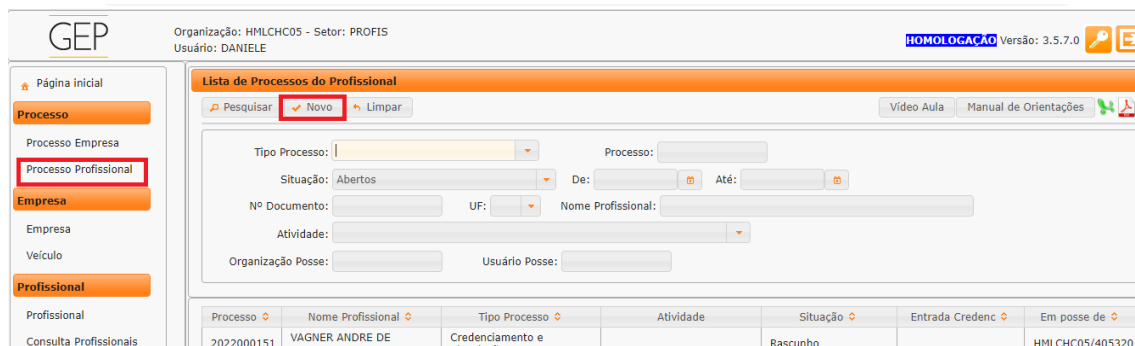 GEP
Organização: HMLCHC05 - Setor: PROFIS
Usuário: DANIELE
HOMOLOGAÇÃO Versão: 3.5.7.0
Página inicial
Processo
Processo Empresa
Processo Profissional
Empresa
Empresa
Veículo
Profissional
Profissional
Consulta Profissionais
Lista de Processos do Profissional
Pesquisar Novo Limpar Vídeo Aula Manual de Orientações
Tipo Processo: Processo:
Situação: Abertos De: Até:
Nº Documento: UF: Nome Profissional:
Atividade:
Organização Posse: Usuário Posse:
Processo Nome Profissional Tipo Processo Atividade Situação Entrada Credenc Em posse de
2022000151 VAGNER ANDRE DE Credenciamento e Rascunho HMLCHC05/405320